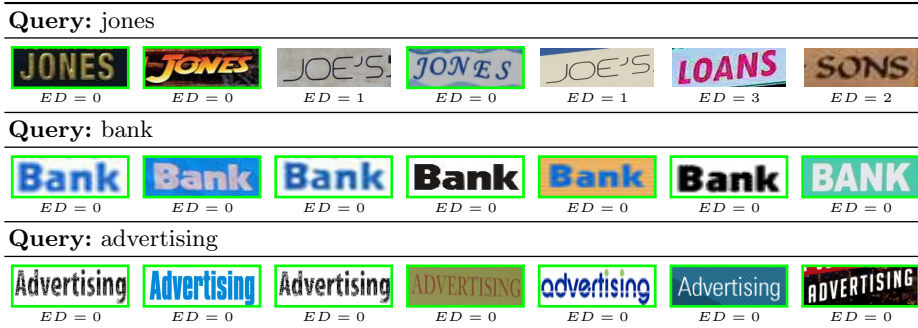 Query: jones
JONES JONES JOE'S JONES JOE'S LOANS SONS
ED = 0 ED = 0 ED = 1 ED = 0 ED = 1 ED = 3 ED = 2
Query: bank
Bank Bank Bank Bank Bank Bank BANK
ED = 0 ED = 0 ED = 0 ED = 0 ED = 0 ED = 0 ED = 0
Query: advertising
Advertising Advertising Advertising ADVERTISING advertising Advertising ADVERTISING
ED = 0 ED = 0 ED = 0 ED = 0 ED = 0 ED = 0 ED = 0